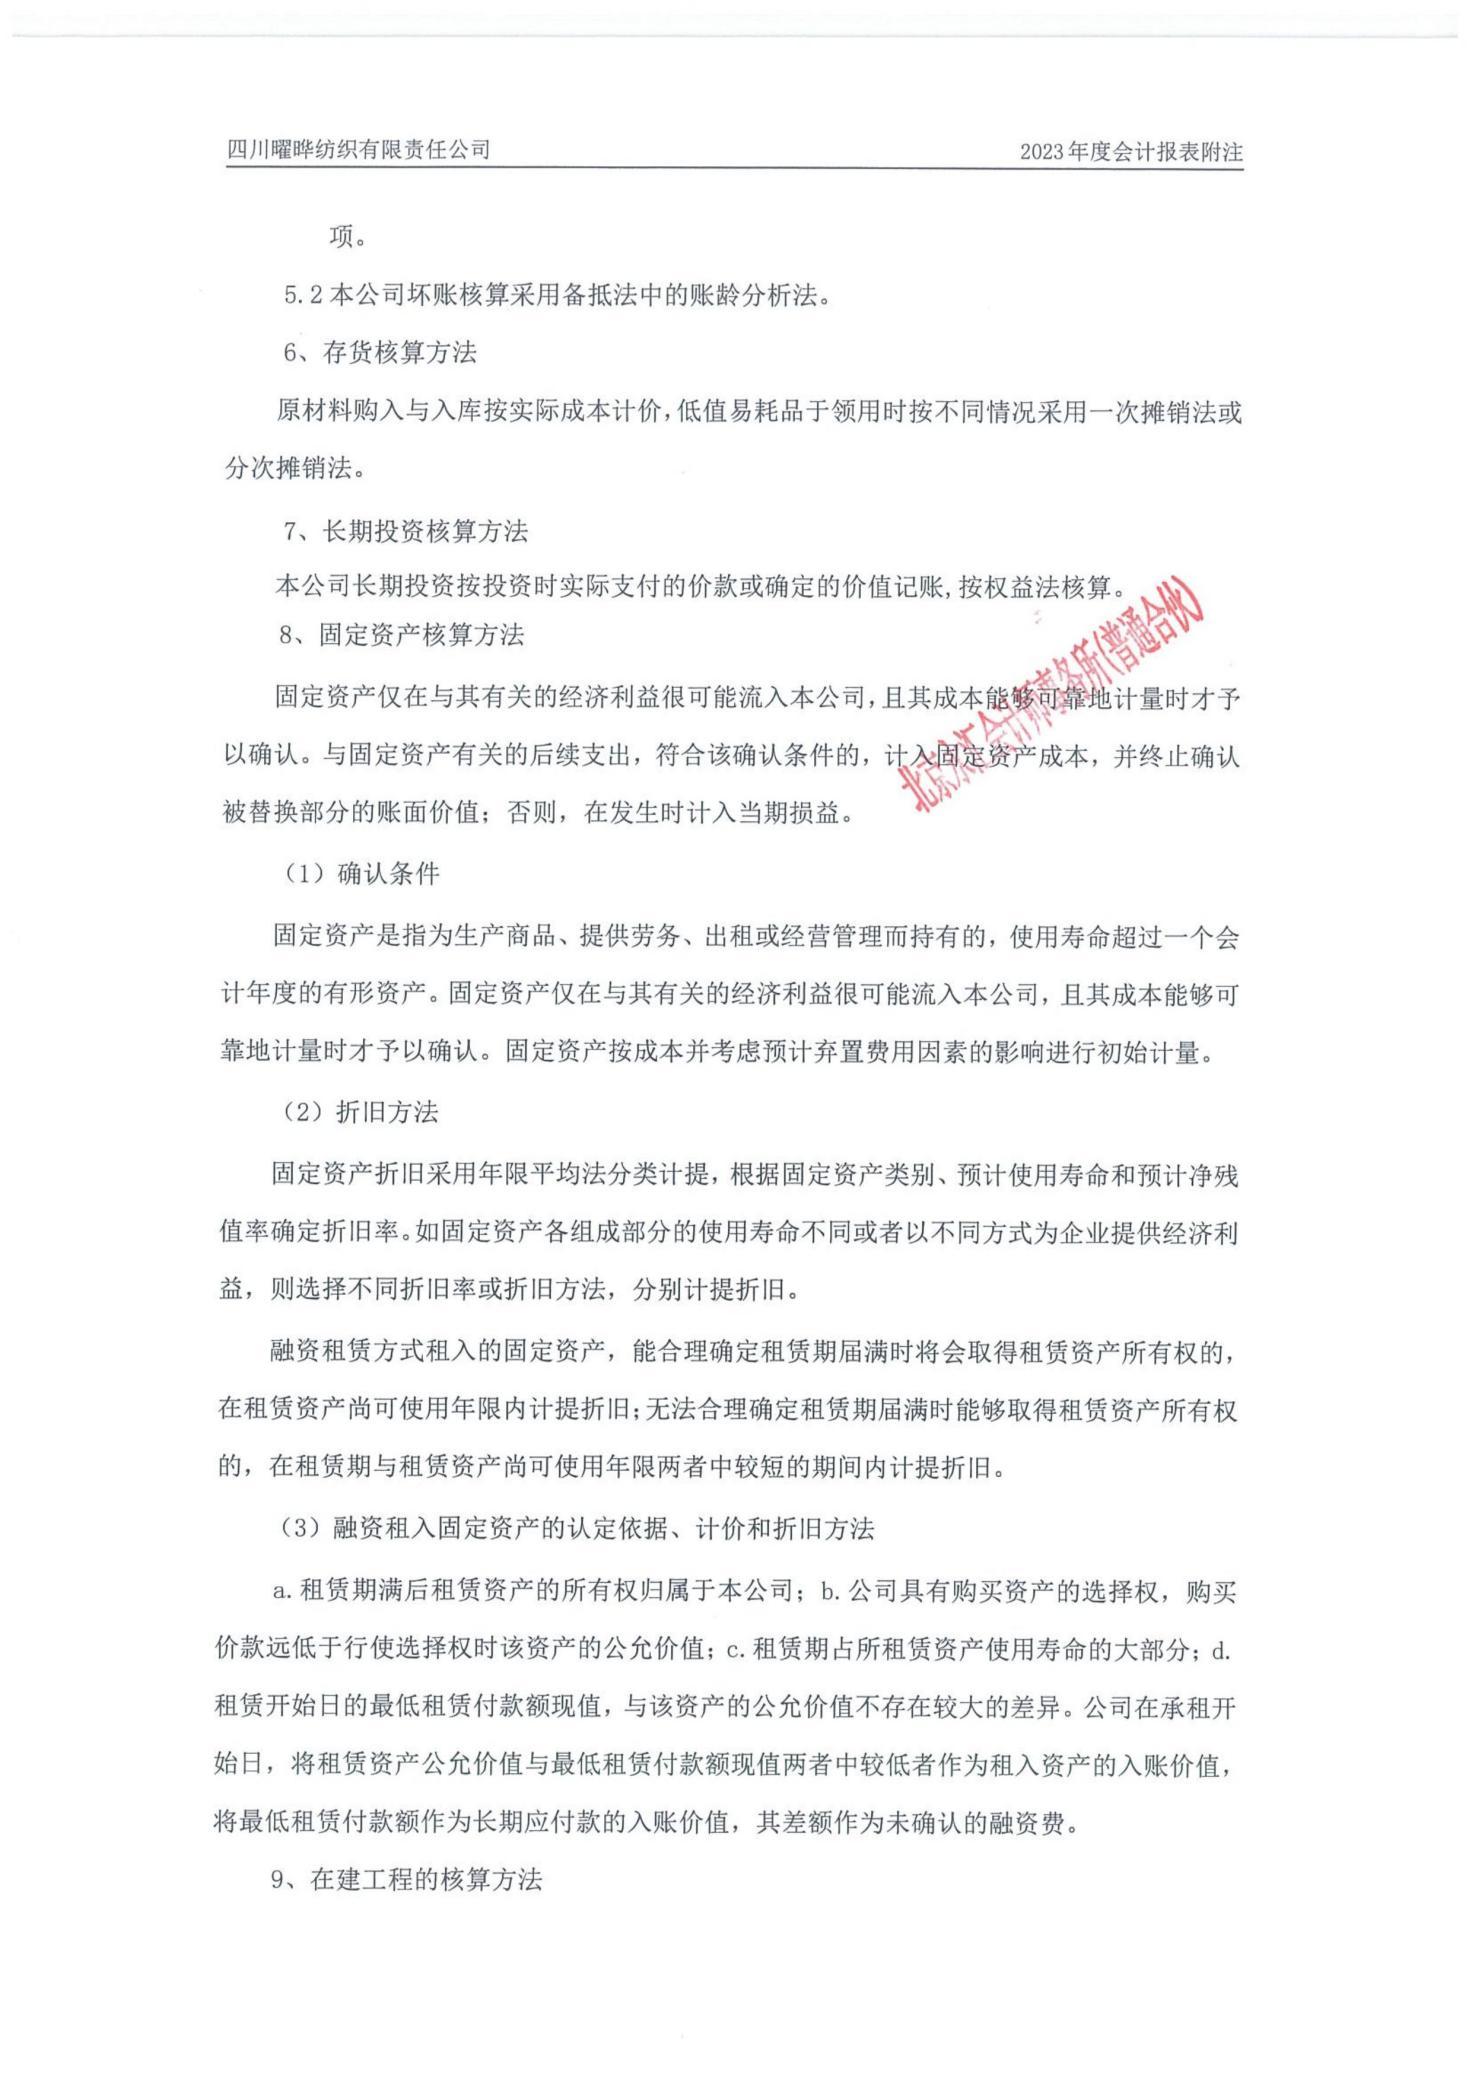 四川曜晔纺织有限责任公司
2023年度会计报表附注
项。
5.2本公司坏账核算采用备抵法中的账龄分析法。
6、存货核算方法
原材料购入与入库按实际成本计价,低值易耗品于领用时按不同情况采用一次摊销法或
分次摊销法。
7、长期投资核算方法
本公司长期投资按投资时实际支付的价款或确定的价值记账,按权益法核算。
8、固定资产核算方法
固定资产仅在与其有关的经济利益很可能流入本公司,且其成本能够可靠地计量时才予
以确认。与固定资产有关的后续支出，符合该确认条件的，计入固定资产成本，并终止确认
被替换部分的账面价值；否则，在发生时计入当期损益。
北京 会计师事务所(普通合伙)
（1）确认条件
固定资产是指为生产商品、提供劳务、出租或经营管理而持有的，使用寿命超过一个会
计年度的有形资产。固定资产仅在与其有关的经济利益很可能流入本公司，且其成本能够可
靠地计量时才予以确认。固定资产按成本并考虑预计弃置费用因素的影响进行初始计量。
（2）折旧方法
固定资产折旧采用年限平均法分类计提，根据固定资产类别、预计使用寿命和预计净残
值率确定折旧率。如固定资产各组成部分的使用寿命不同或者以不同方式为企业提供经济利
益，则选择不同折旧率或折旧方法，分别计提折旧。
融资租赁方式租入的固定资产，能合理确定租赁期届满时将会取得租赁资产所有权的，
在租赁资产尚可使用年限内计提折旧；无法合理确定租赁期届满时能够取得租赁资产所有权
的，在租赁期与租赁资产尚可使用年限两者中较短的期间内计提折旧。
（3）融资租入固定资产的认定依据、计价和折旧方法
a.租赁期满后租赁资产的所有权归属于本公司；b.公司具有购买资产的选择权，购买
价款远低于行使选择权时该资产的公允价值；c.租赁期占所租赁资产使用寿命的大部分；d.
租赁开始日的最低租赁付款额现值，与该资产的公允价值不存在较大的差异。公司在承租开
始日，将租赁资产公允价值与最低租赁付款额现值两者中较低者作为租入资产的入账价值，
将最低租赁付款额作为长期应付款的入账价值，其差额作为未确认的融资费。
9、在建工程的核算方法